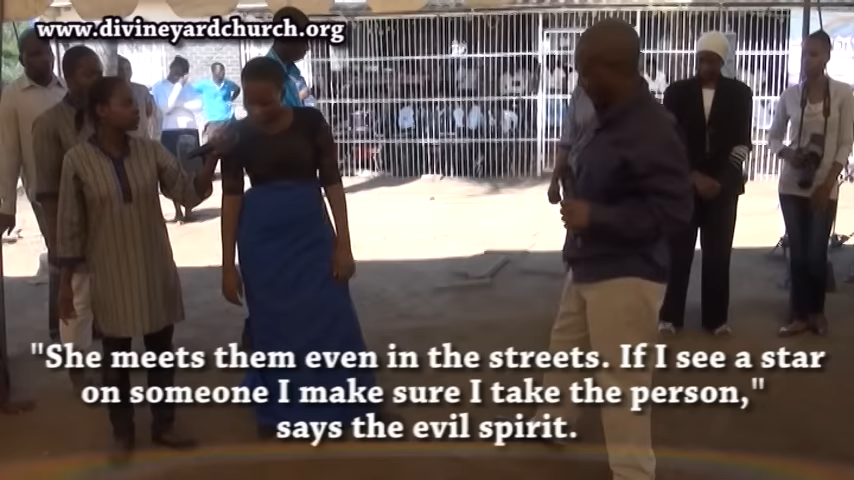 www.divineyardchurch.org
"She meets them even in the streets. If I see a star
on someone I make sure I take the person,"
says the evil spirit.